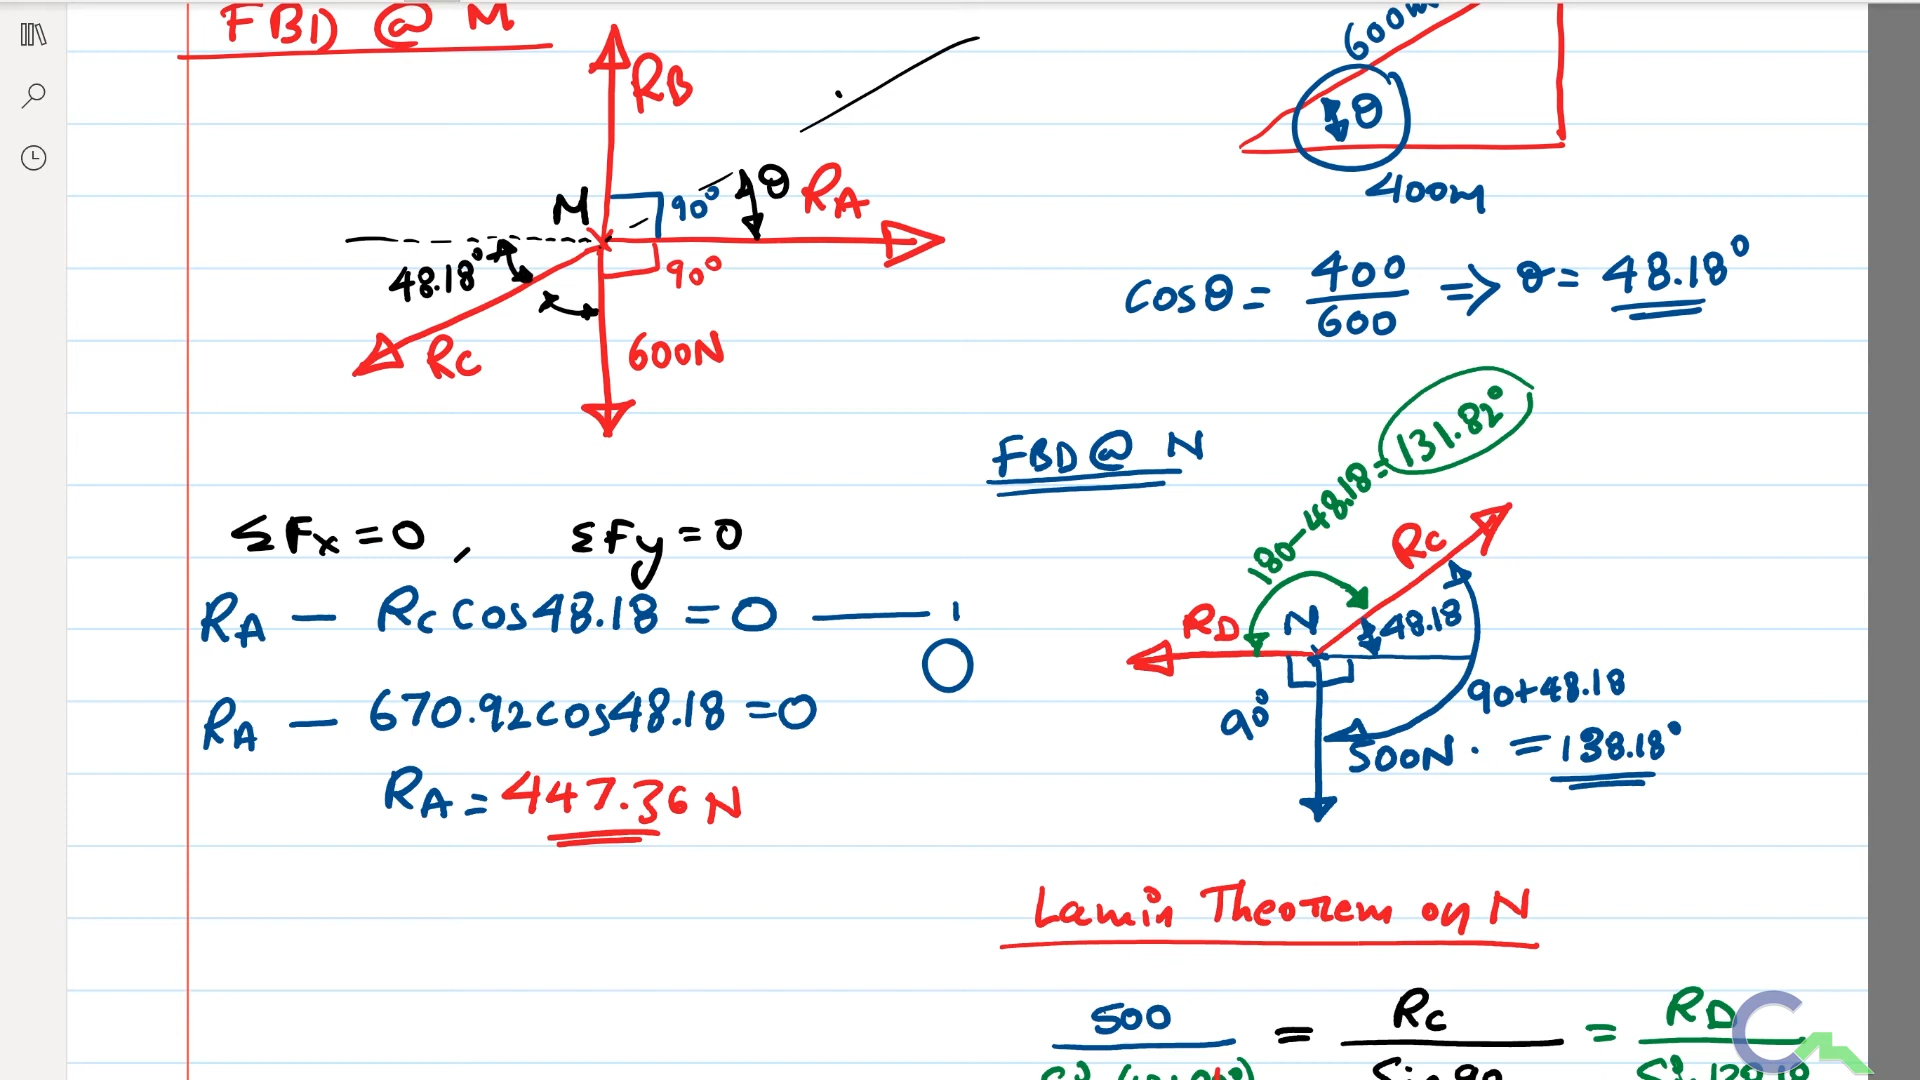 FBD @ M
RB
90°
θ
RA
M
48.18°
90°
RC
600N
600m
θ
400m
cosθ = 400/600 => θ = 48.18°
ΣFx = 0, ΣFy = 0
RA - Rc cos48.18 = 0 — 1
RA - 670.92cos48.18 = 0
RA = 447.36 N
FBD @ N
180-48.18 = 131.82°
Rc
RD
N
48.18
90°
90+48.18
500N. = 138.18°
Lamin Theorem on N
500 = Rc = RD
Sin90